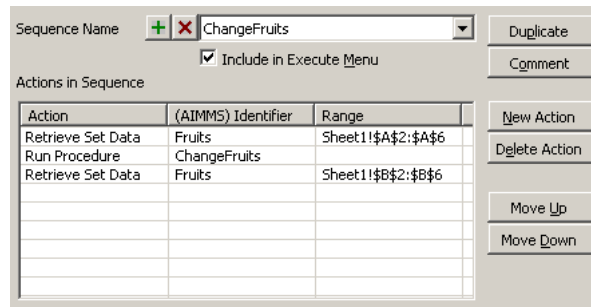 Sequence Name ChangeFruits Duplicate
Include in Execute Menu Comment
Actions in Sequence
Action (AIMMS) Identifier Range New Action
Retrieve Set Data Fruits Sheet1!$A$2:$A$6
Run Procedure ChangeFruits Delete Action
Retrieve Set Data Fruits Sheet1!$B$2:$B$6
Move Up
Move Down